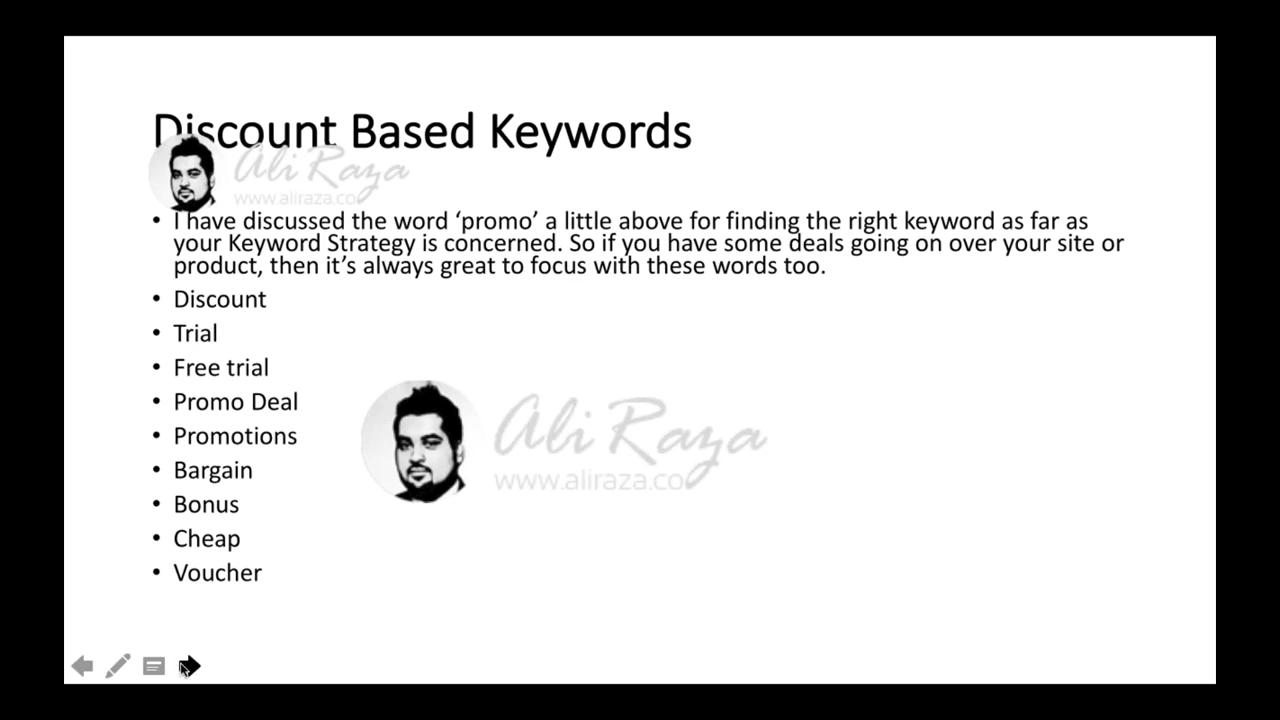 Discount Based Keywords
Ali Raza
www.aliraza.co
• I have discussed the word ‘promo’ a little above for finding the right keyword as far as
your Keyword Strategy is concerned. So if you have some deals going on over your site or
product, then it’s always great to focus with these words too.
• Discount
• Trial
• Free trial
• Promo Deal
• Promotions
• Bargain
• Bonus
• Cheap
• Voucher
Ali Raza
www.aliraza.co